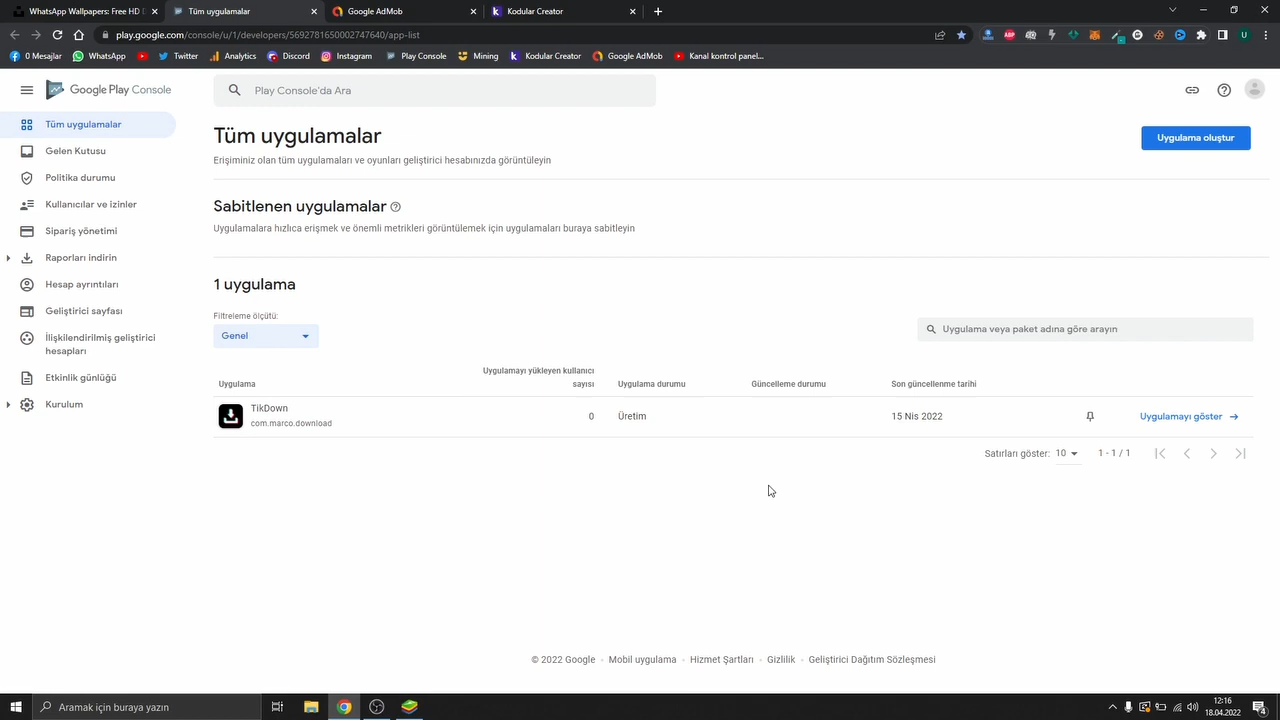 WhatsApp Wallpers: Free HD D
Tüm uygulamalar
Google AdMob
Kodular Creator
play.google.com/console/u/1/developers/5692781650002747640/app-list
0 Mesajlar
WhatsApp
Twitter
Analytics
Discord
Instagram
Play Console
Mining
Kodular Creator
Google AdMob
Kanal kontrol panel...
Google Play Console
Play Console'da Ara
Tüm uygulamalar
Gelen Kutusu
Politika durumu
Kullanıcılar ve izinler
Sipariş yönetimi
Raporları indirin
Hesap ayrıntıları
Geliştirici sayfası
İlişkilendirilmiş geliştirici
hesapları
Etkinlik günlüğü
Kurulum
Tüm uygulamalar
Erişiminiz olan tüm uygulamaları ve oyunları geliştirici hesabınızda görüntüleyin
Uygulama oluştur
Sabitlenen uygulamalar
Uygulamalara hızlıca erişmek ve önemli metrikleri görüntülemek için uygulamaları buraya sabitleyin
1 uygulama
Filtreleme ölçütü:
Genel
Uygulama veya paket adına göre arayın
Uygulama
Uygulamayı yükleyen kullanıcı
sayısı
Uygulama durumu
Güncelleme durumu
Son güncellenme tarihi
TikDown
com.marco.download
0
Üretim
15 Nis 2022
Uygulamayı göster
Satırları göster: 10
1 - 1 / 1
© 2022 Google · Mobil uygulama · Hizmet Şartları · Gizlilik · Geliştirici Dağıtım Sözleşmesi
Aramak için buraya yazın
12:16
18.04.2022